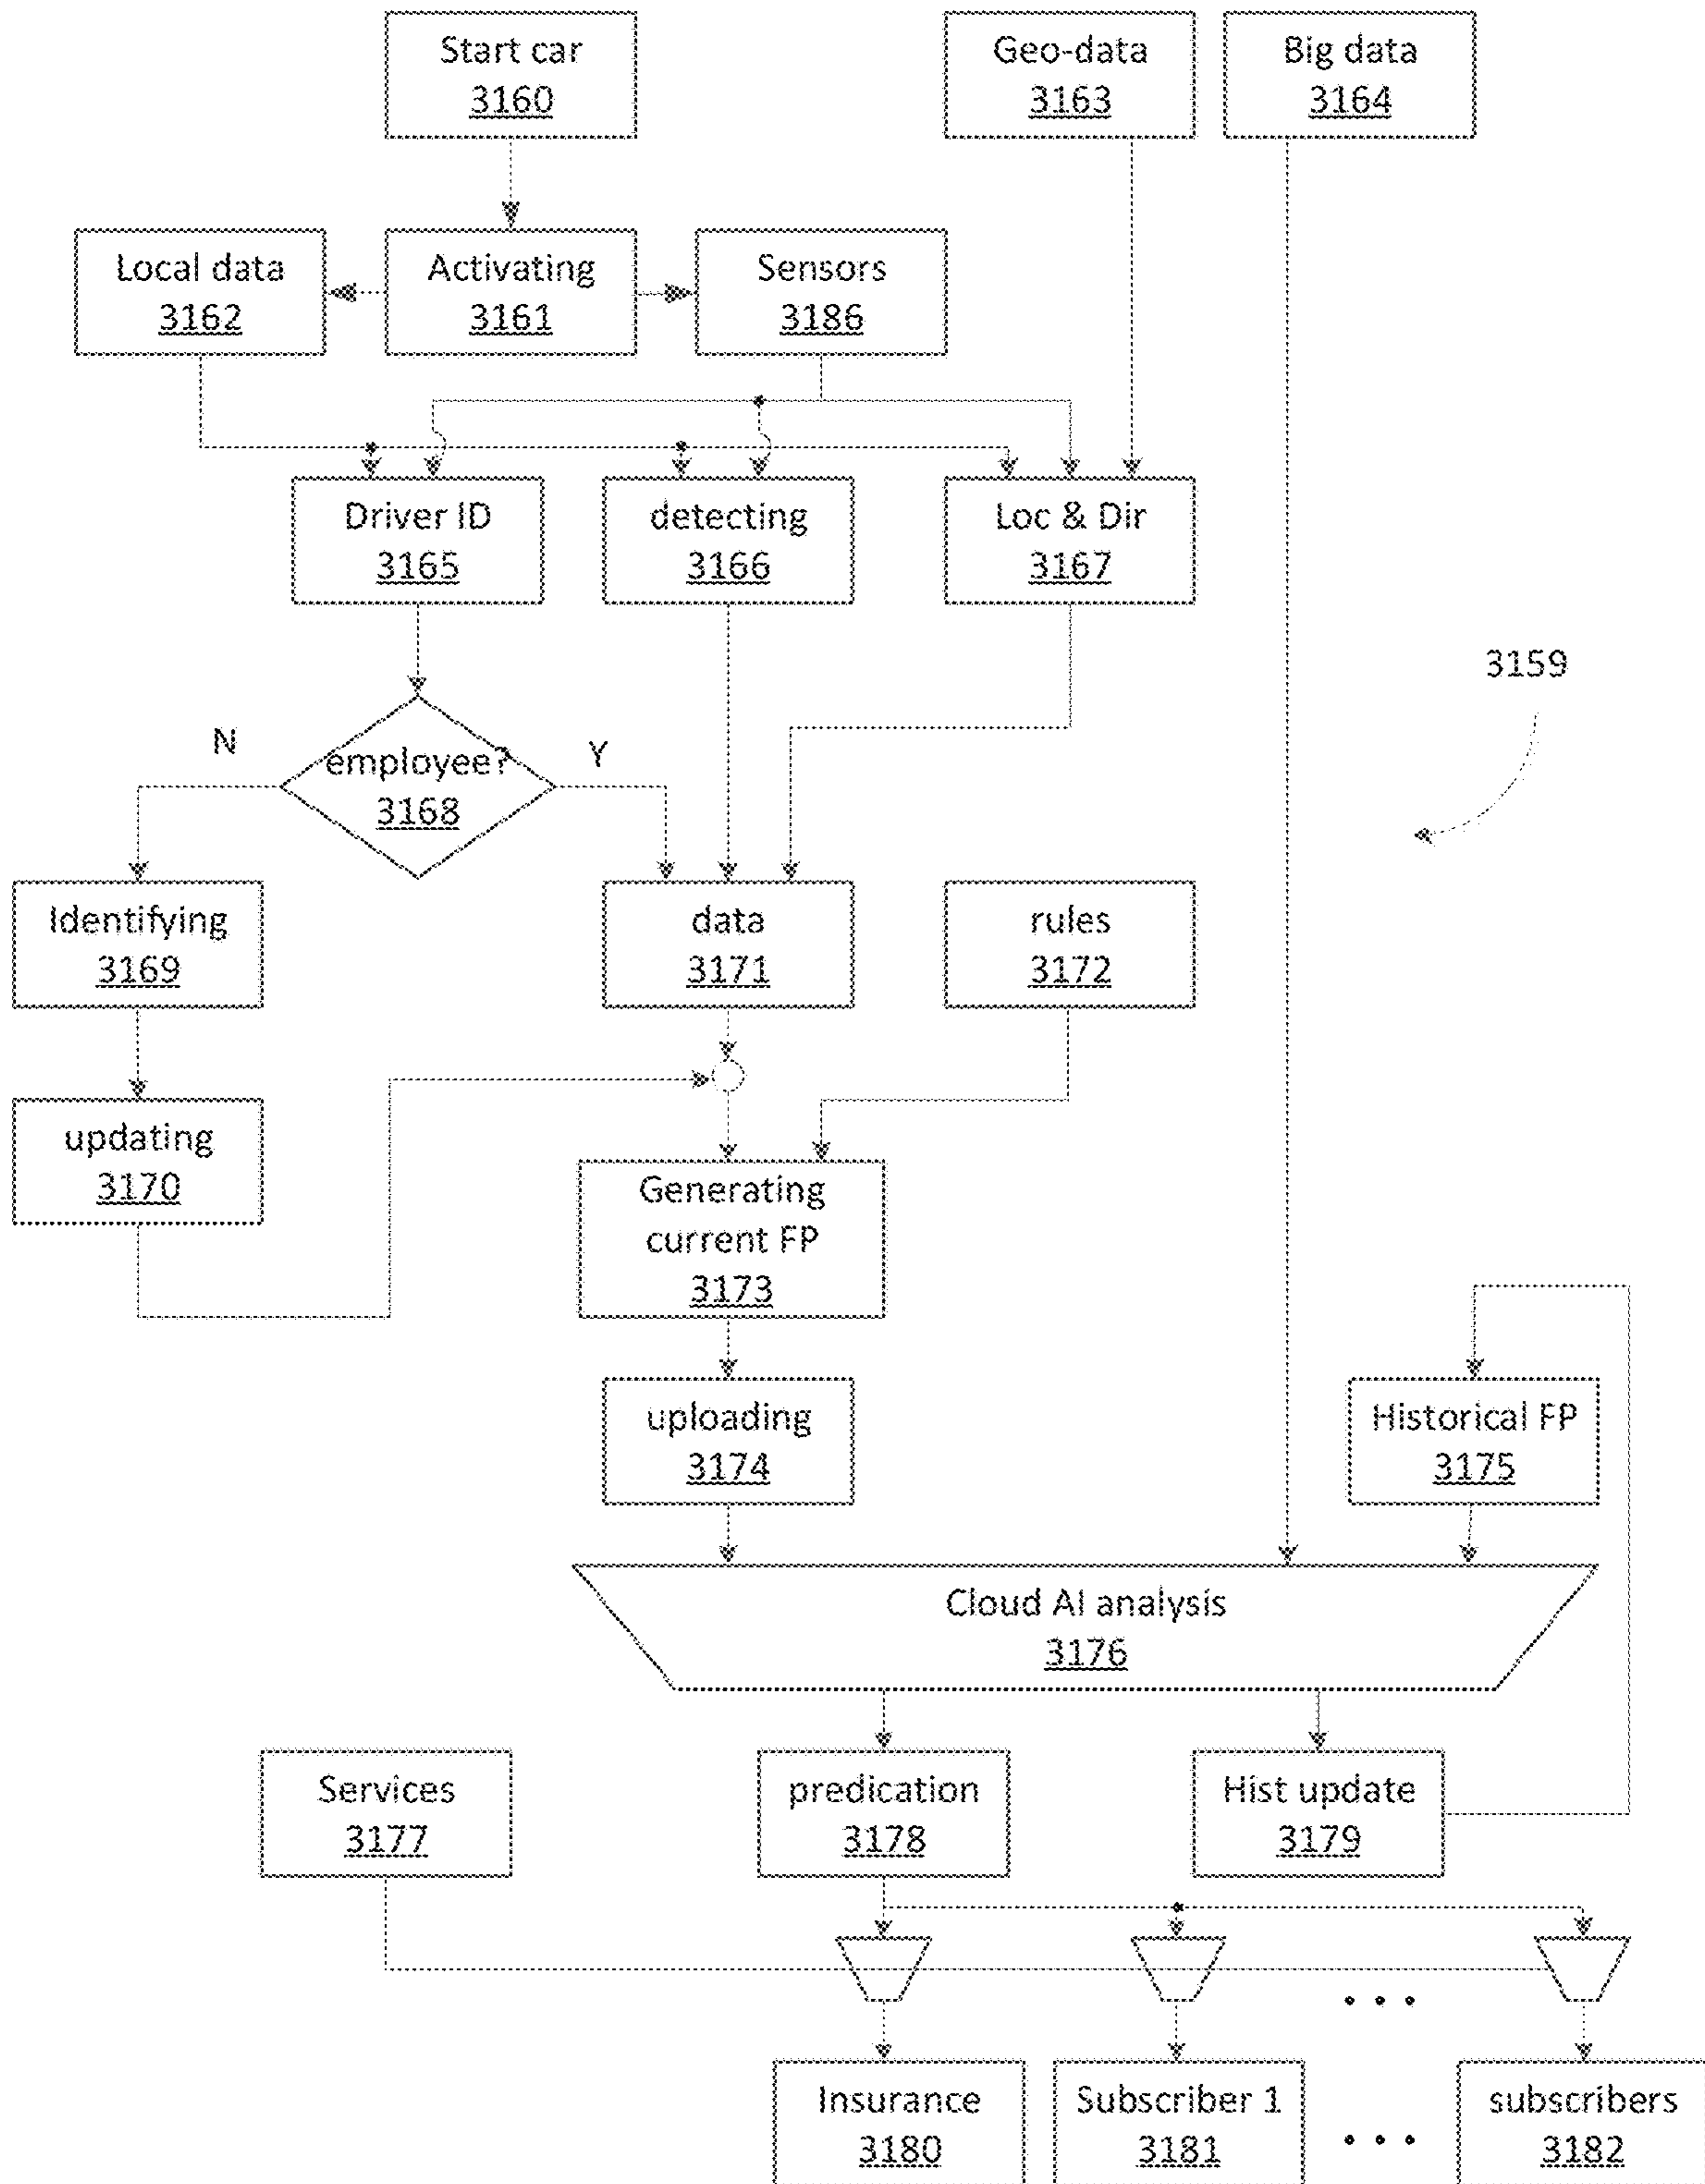 Start car
3160
Geo-data
3163
Big data
3164
Local data
3162
Activating
3161
Sensors
3186
Driver ID
3165
detecting
3166
Loc & Dir
3167
3159
N
employee?
3168
Y
Identifying
3169
data
3171
rules
3172
updating
3170
Generating
current FP
3173
uploading
3174
Historical FP
3175
Cloud AI analysis
3176
Services
3177
predication
3178
Hist update
3179
• • •
Insurance
3180
Subscriber 1
3181
• • •
subscribers
3182